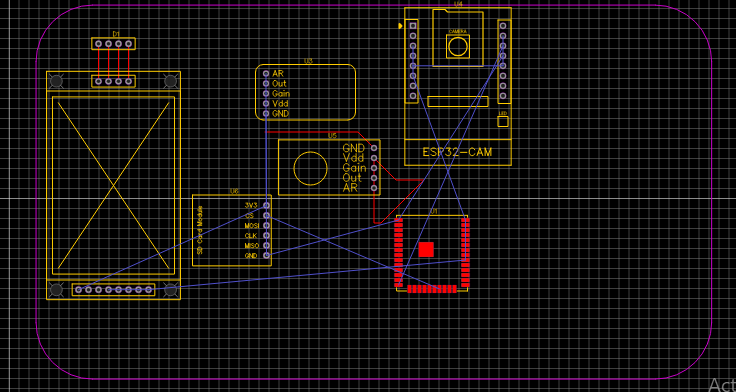 U4
D1
CAMERA
U3
AR
Out
Gain
Vdd
GND
U5
GND
Vdd
Gain
Out
AR
LED
ESP32-CAM
U6
SD Card Module
3V3
CS
MOSI
CLK
MISO
GND
U1
Act